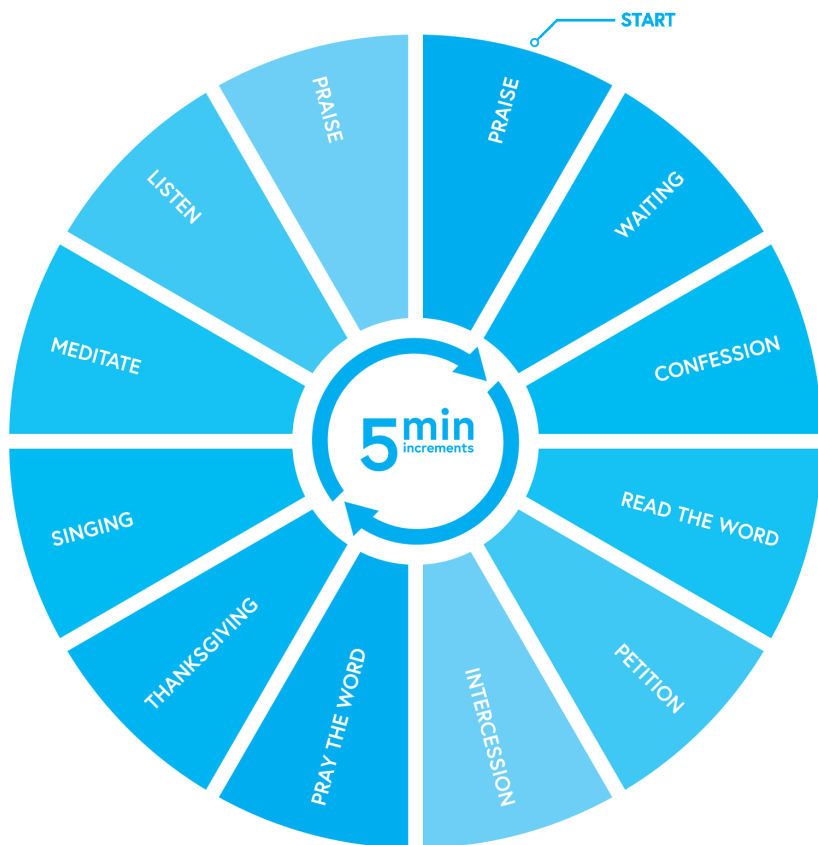 START
PRAISE
WAITING
CONFESSION
READ THE WORD
PETITION
INTERCESSION
PRAY THE WORD
THANKSGIVING
SINGING
MEDITATE
LISTEN
PRAISE
5 min
increments